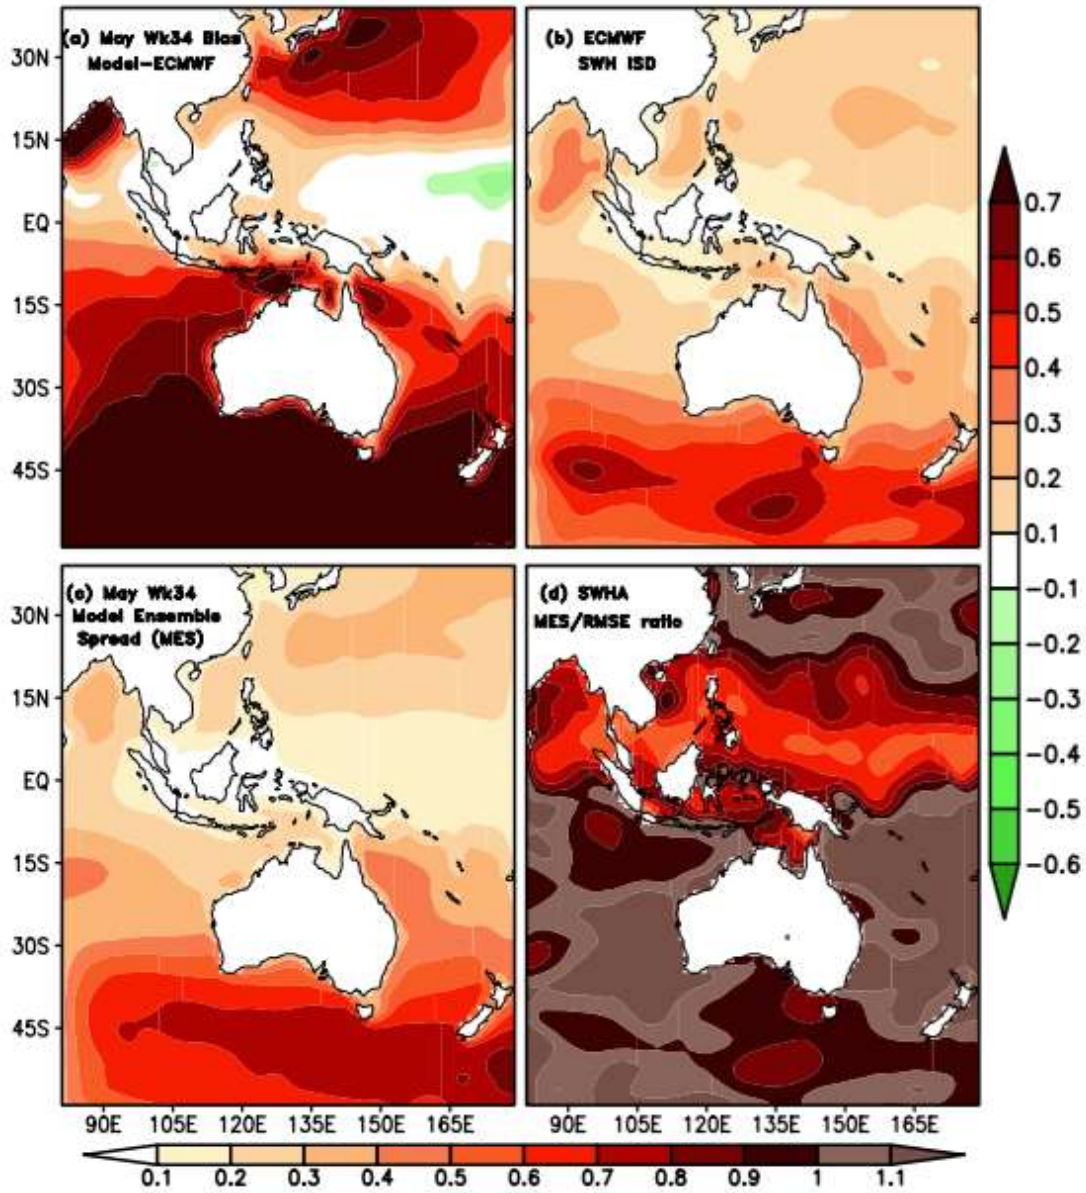 (a) May Wk34 Bias
Model-ECMWF
(b) ECMWF
SWH ISD
30N
15N
EQ
15S
30S
45S
0.7
0.6
0.5
0.4
0.3
0.2
0.1
-0.1
-0.2
-0.3
-0.4
-0.5
-0.6
(c) May Wk34
Model Ensemble
Spread (MES)
(d) SWHA
MES/RMSE ratio
30N
15N
EQ
15S
30S
45S
90E 105E 120E 135E 150E 165E
90E 105E 120E 135E 150E 165E
0.1 0.2 0.3 0.4 0.5 0.6 0.7 0.8 0.9 1 1.1